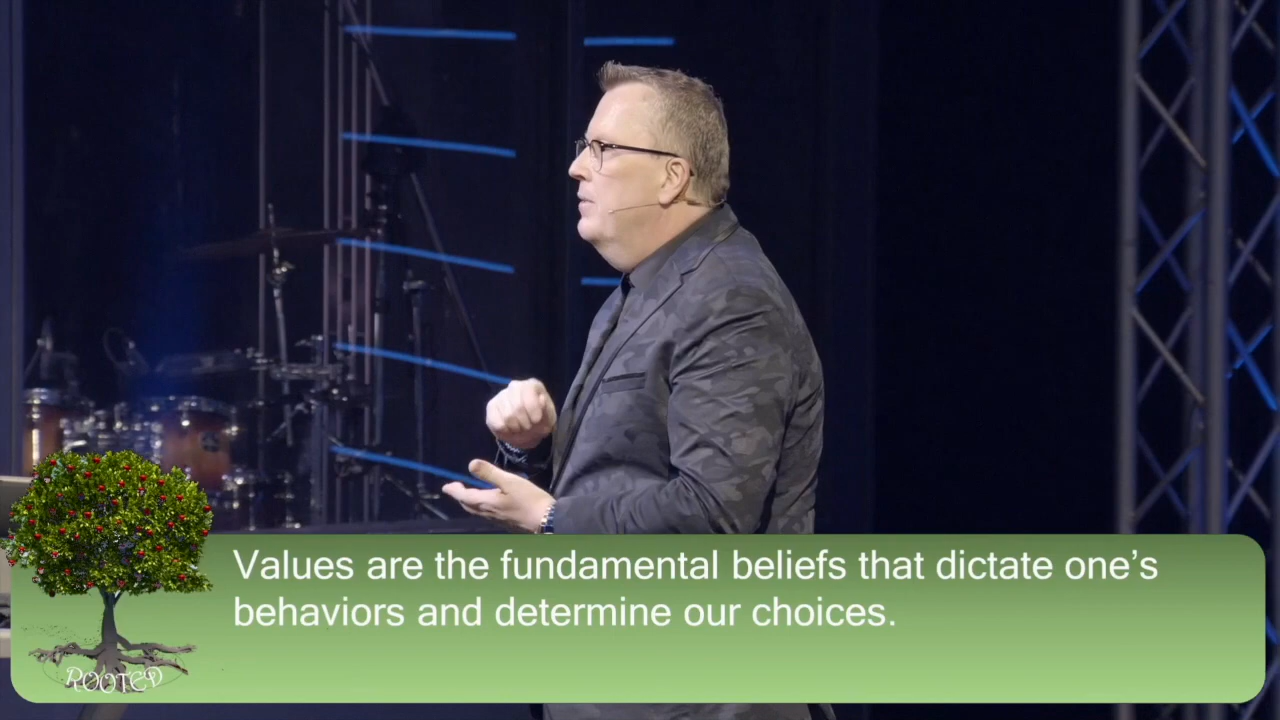 Values are the fundamental beliefs that dictate one’s
behaviors and determine our choices.
ROOTED